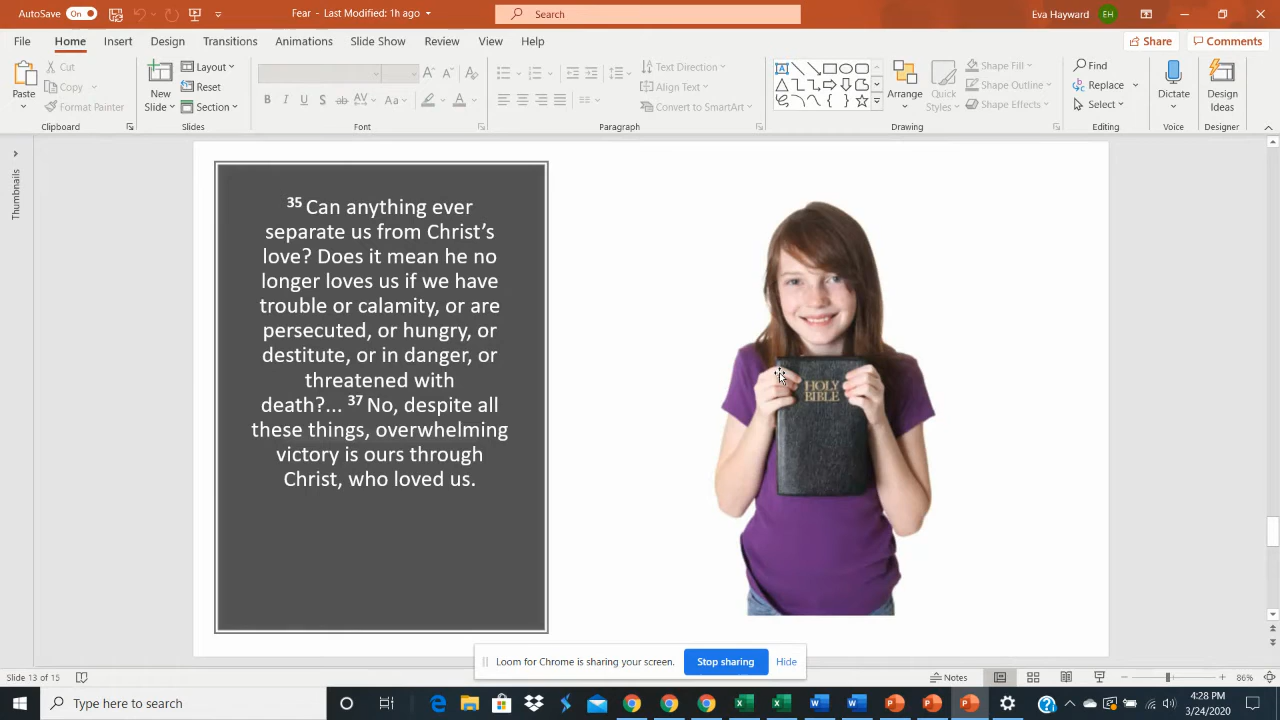 AutoSave On Fear - Last Modified: 1h ago Search Eva Hayward EH
File Home Insert Design Transitions Animations Slide Show Review View Help Share Comments
Paste Cut Copy Format Painter Clipboard
New Slide Layout Reset Section Slides
Font
Text Direction Align Text Convert to SmartArt Paragraph
Arrange Quick Styles Shape Fill Shape Outline Shape Effects Drawing
Find Replace Select Editing
Dictate Voice
Design Ideas Designer
Thumbnails
35 Can anything ever
separate us from Christ's
love? Does it mean he no
longer loves us if we have
trouble or calamity, or are
persecuted, or hungry, or
destitute, or in danger, or
threatened with
death?... 37 No, despite all
these things, overwhelming
victory is ours through
Christ, who loved us.
HOLY
BIBLE
Loom for Chrome is sharing your screen. Stop sharing Hide
Slide 13 of 15 Notes 86%
Type here to search 4:28 PM
3/24/2020